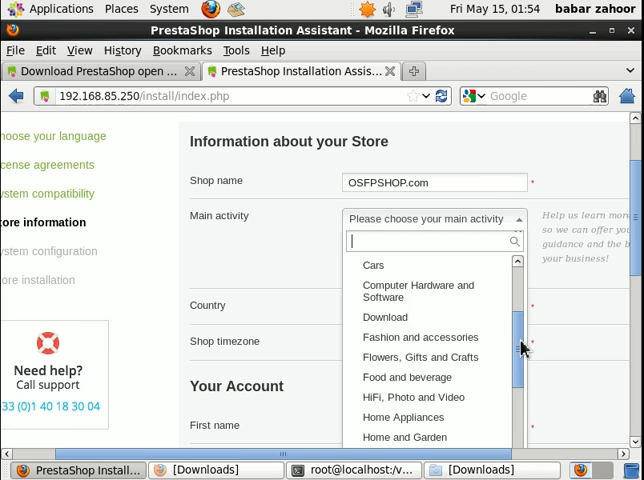 Applications Places System Fri May 15, 01:54 babar zahoor
PrestaShop Installation Assistant - Mozilla Firefox
File Edit View History Bookmarks Tools Help
Download PrestaShop open ... PrestaShop Installation Assis...
192.168.85.250/install/index.php Google
hoose your language
Information about your Store
cense agreements
Shop name OSFPSHOP.com *
ystem compatibility
Main activity Please choose your main activity Help us learn more
tore information so we can offer you
guidance and the b
ystem configuration your business!
Cars
tore installation
Computer Hardware and
Software
Country *
Download
Shop timezone *
Fashion and accessories
Flowers, Gifts and Crafts
Need help?
Call support
33 (0)1 40 18 30 04
Food and beverage
Your Account
HiFi, Photo and Video
Home Appliances
First name *
Home and Garden
PrestaShop Install... [Downloads] root@localhost:/v... [Downloads]